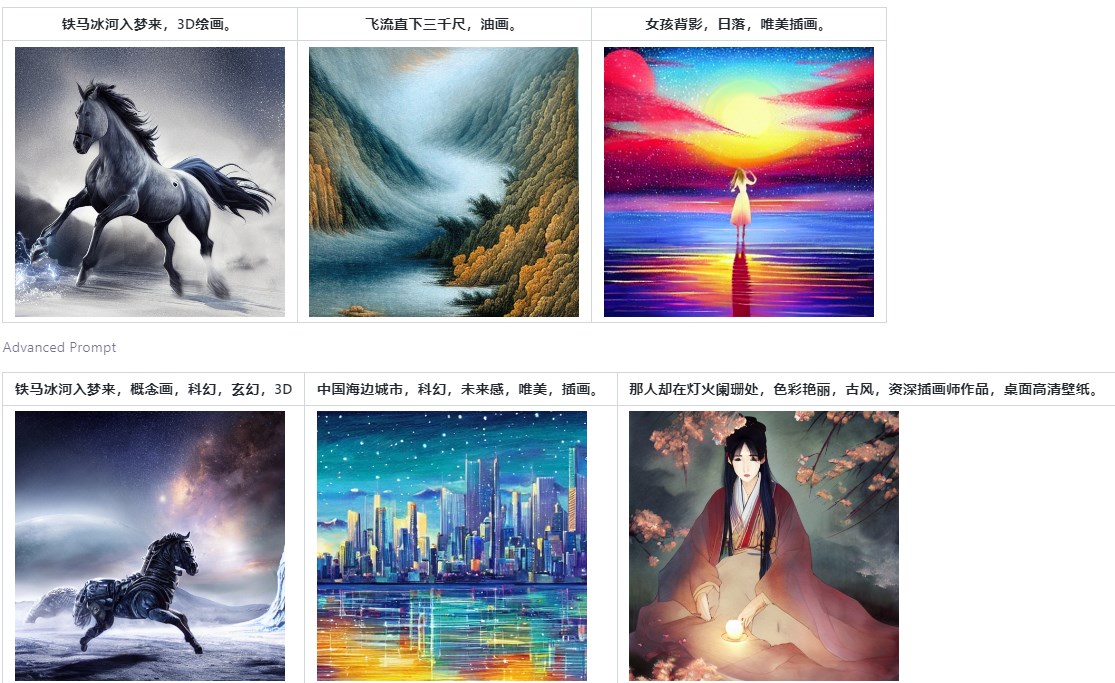 铁马冰河入梦来，3D绘画。
飞流直下三千尺，油画。
女孩背影，日落，唯美插画。
Advanced Prompt
铁马冰河入梦来，概念画，科幻，玄幻，3D
中国海边城市，科幻，未来感，唯美，插画。
那人却在灯火阑珊处，色彩艳丽，古风，资深插画师作品，桌面高清壁纸。